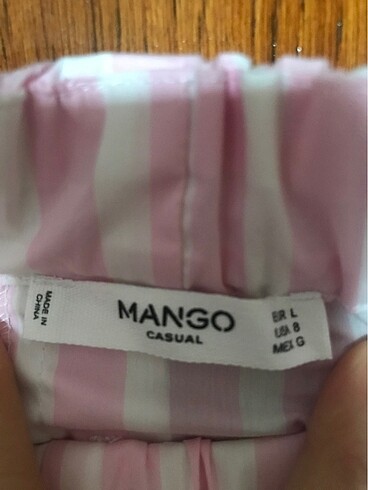 MADE IN
CHINA
MANGO
CASUAL
EUR L
USA 8
MEX G